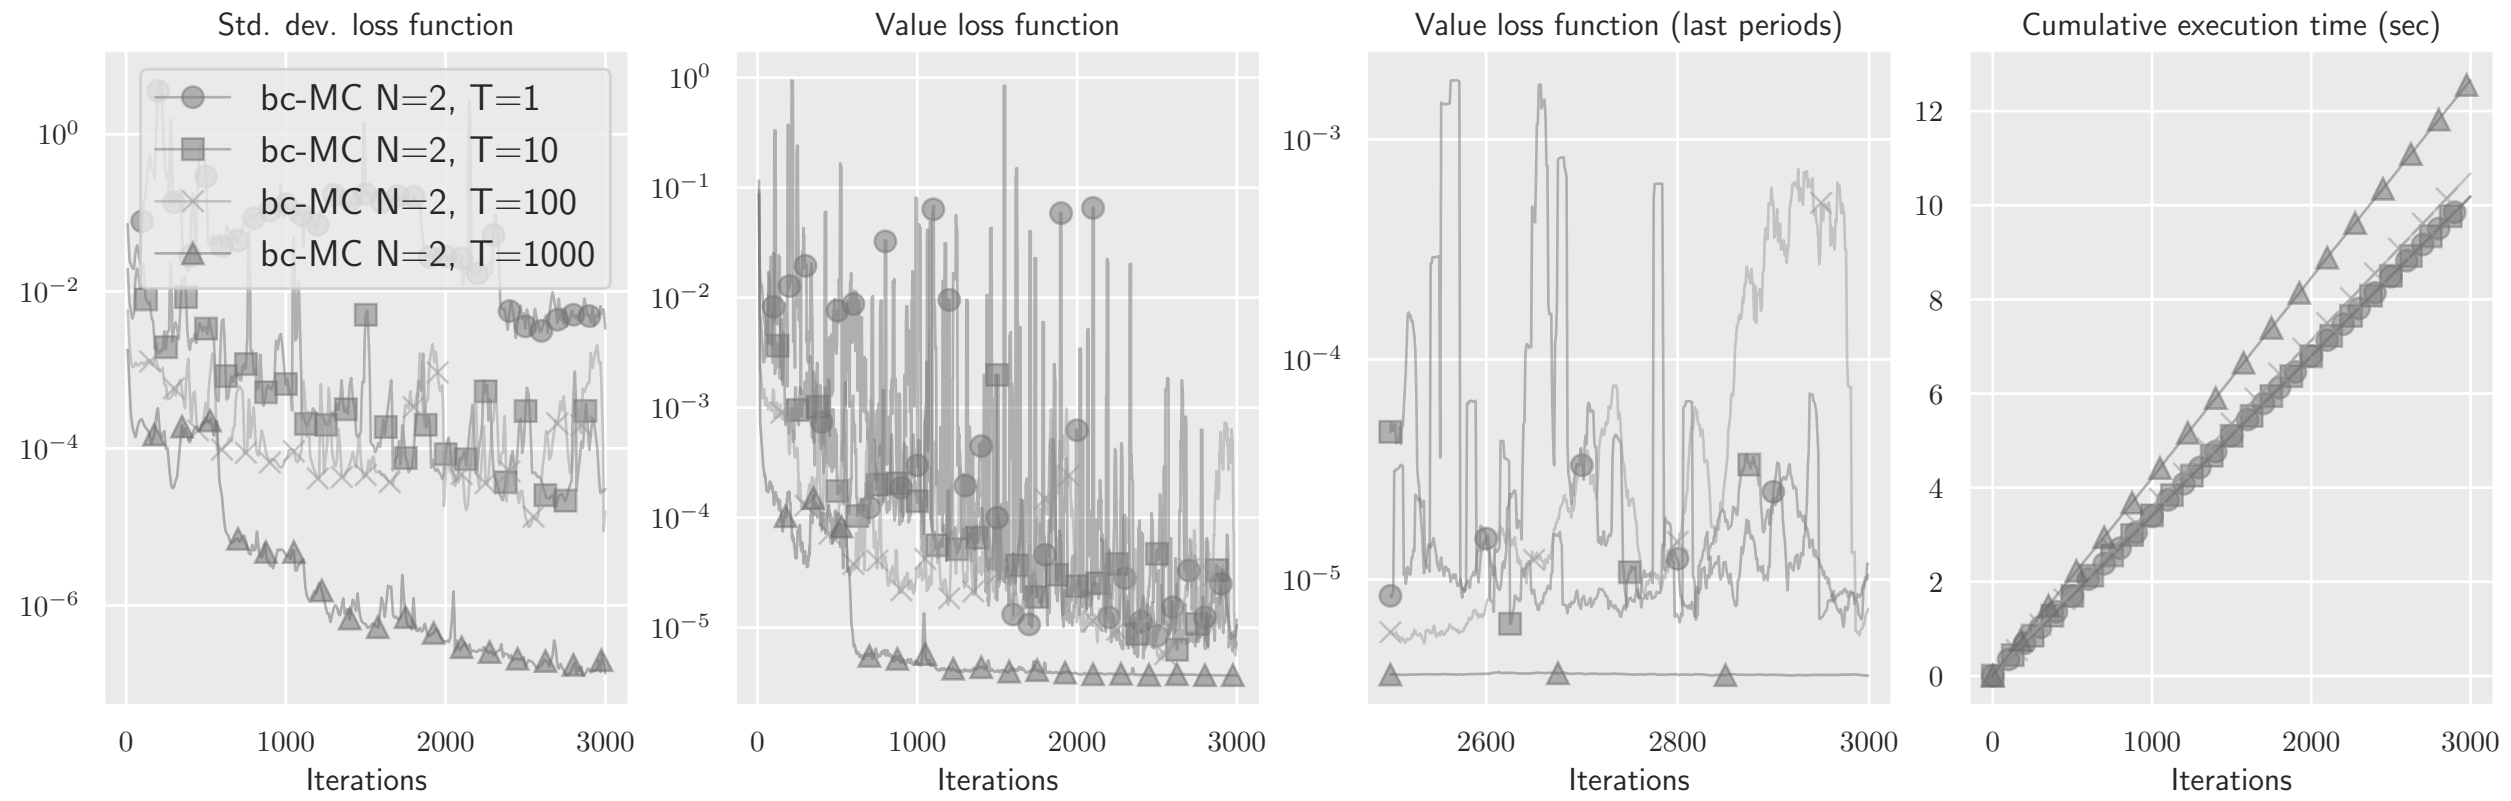 Std. dev. loss function
10^0
10^−2
10^−4
10^−6
bc-MC N=2, T=1
bc-MC N=2, T=10
bc-MC N=2, T=100
bc-MC N=2, T=1000
0 1000 2000 3000
Iterations
Value loss function
10^0
10^−1
10^−2
10^−3
10^−4
10^−5
0 1000 2000 3000
Iterations
Value loss function (last periods)
10^−3
10^−4
10^−5
2600 2800 3000
Iterations
Cumulative execution time (sec)
12
10
8
6
4
2
0
0 1000 2000 3000
Iterations